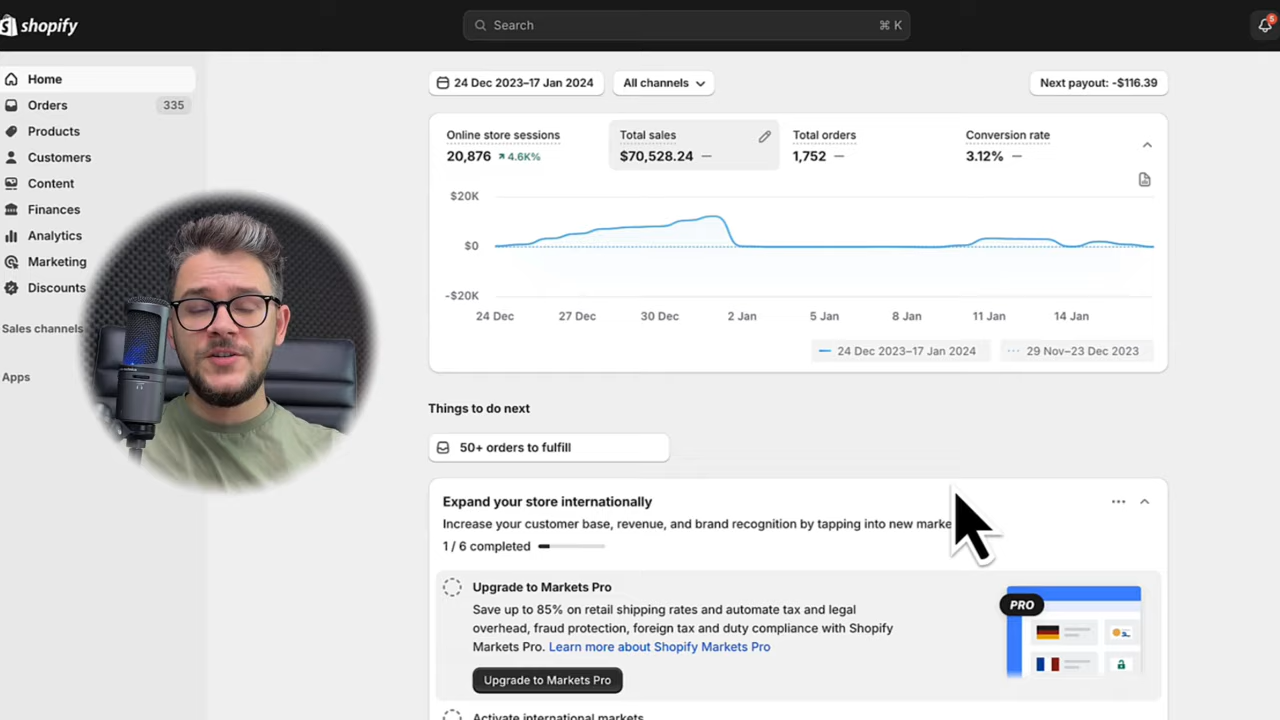 shopify
Search
⌘ K
5
Home
Orders 335
Products
Customers
Content
Finances
Analytics
Marketing
Discounts
Sales channels
Apps
24 Dec 2023–17 Jan 2024
All channels
Next payout: -$116.39
Online store sessions
20,876 ↗ 4.6K%
Total sales
$70,528.24 —
Total orders
1,752 —
Conversion rate
3.12% —
$20K
$0
-$20K
24 Dec 27 Dec 30 Dec 2 Jan 5 Jan 8 Jan 11 Jan 14 Jan
24 Dec 2023–17 Jan 2024
29 Nov–23 Dec 2023
Things to do next
50+ orders to fulfill
Expand your store internationally
Increase your customer base, revenue, and brand recognition by tapping into new marke
1 / 6 completed
Upgrade to Markets Pro
Save up to 85% on retail shipping rates and automate tax and legal
overhead, fraud protection, foreign tax and duty compliance with Shopify
Markets Pro. Learn more about Shopify Markets Pro
Upgrade to Markets Pro
PRO
Activate international markets